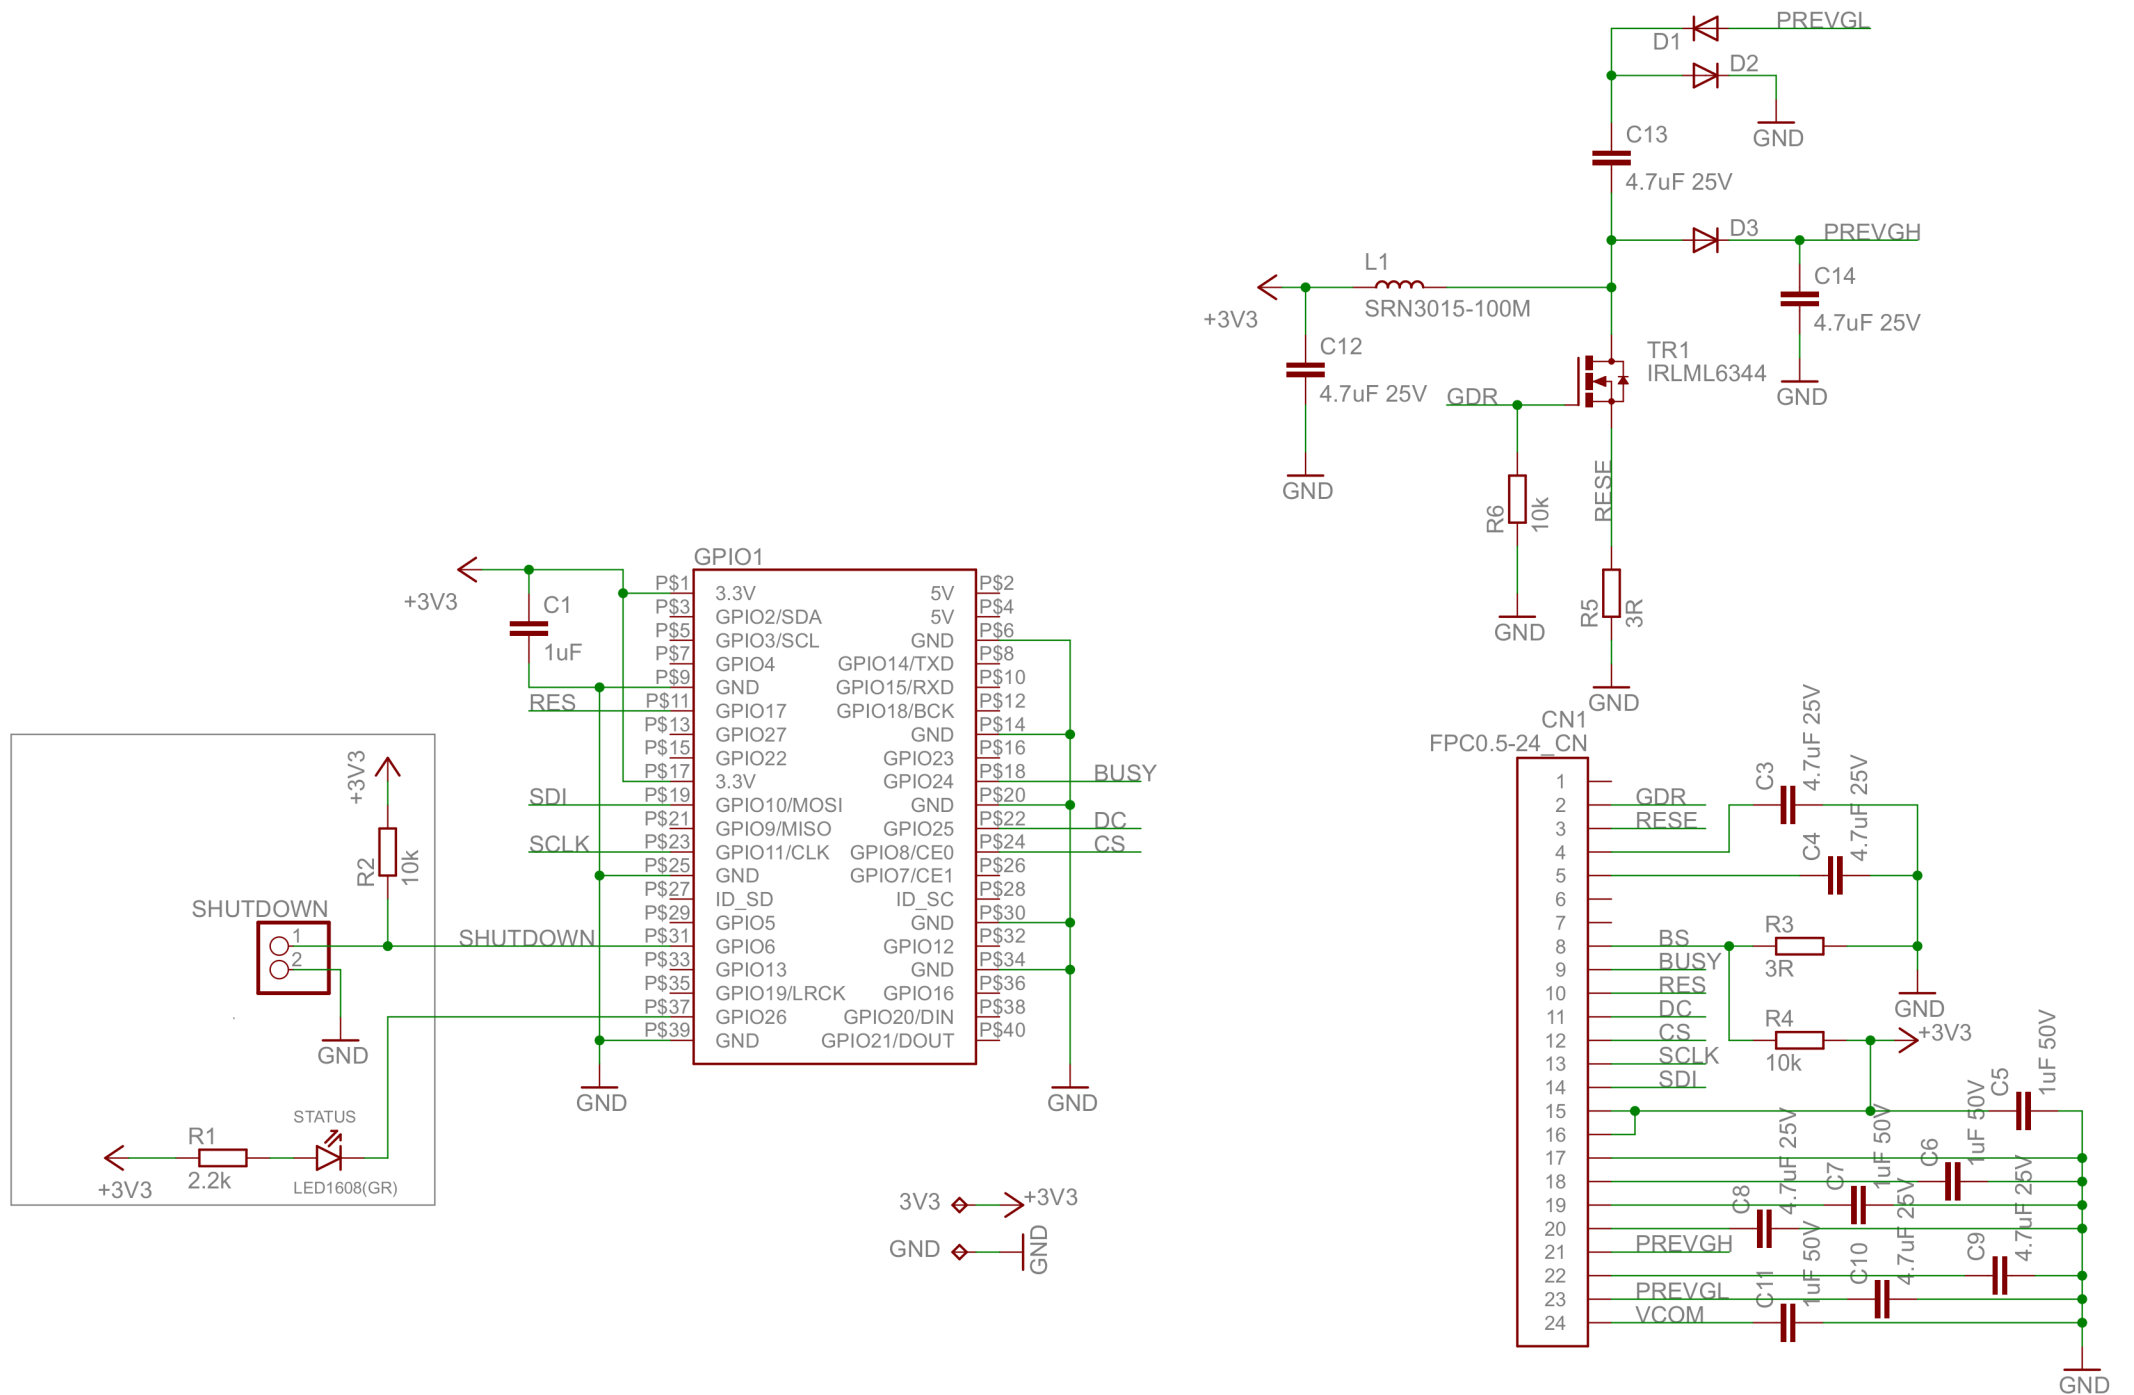 PREVGL
D1
D2
GND
C13
4.7uF 25V
D3
PREVGH
C14
4.7uF 25V
GND
L1
SRN3015-100M
+3V3
C12
4.7uF 25V
GND
TR1
IRLML6344
GDR
RESE
R6
10k
GND
R5
3R
GND
GPIO1
+3V3
C1
1uF
P$1 3.3V 5V P$2
P$3 GPIO2/SDA 5V P$4
P$5 GPIO3/SCL GND P$6
P$7 GPIO4 GPIO14/TXD P$8
P$9 GND GPIO15/RXD P$10
RES P$11 GPIO17 GPIO18/BCK P$12
P$13 GPIO27 GND P$14
P$15 GPIO22 GPIO23 P$16
P$17 3.3V GPIO24 P$18 BUSY
SDI P$19 GPIO10/MOSI GND P$20
P$21 GPIO9/MISO GPIO25 P$22 DC
SCLK P$23 GPIO11/CLK GPIO8/CE0 P$24 CS
P$25 GND GPIO7/CE1 P$26
P$27 ID_SD ID_SC P$28
P$29 GPIO5 GND P$30
SHUTDOWN P$31 GPIO6 GPIO12 P$32
P$33 GPIO13 GND P$34
P$35 GPIO19/LRCK GPIO16 P$36
P$37 GPIO26 GPIO20/DIN P$38
P$39 GND GPIO21/DOUT P$40
GND
GND
+3V3
R2
10k
SHUTDOWN
1
2
GND
STATUS
R1
2.2k
LED1608(GR)
+3V3
3V3 +3V3
GND GND
CN1
FPC0.5-24_CN
1
2 GDR
3 RESE
4
5
6
7
8 BS
9 BUSY
10 RES
11 DC
12 CS
13 SCLK
14 SDI
15
16
17
18
19
20
21 PREVGH
22
23 PREVGL
24 VCOM
C3
4.7uF 25V
C4
4.7uF 25V
R3
3R
GND
R4
10k
+3V3
C5
1uF 50V
C6
1uF 50V
C7
1uF 50V
C8
4.7uF 25V
C9
4.7uF 25V
C10
4.7uF 25V
C11
1uF 50V
GND